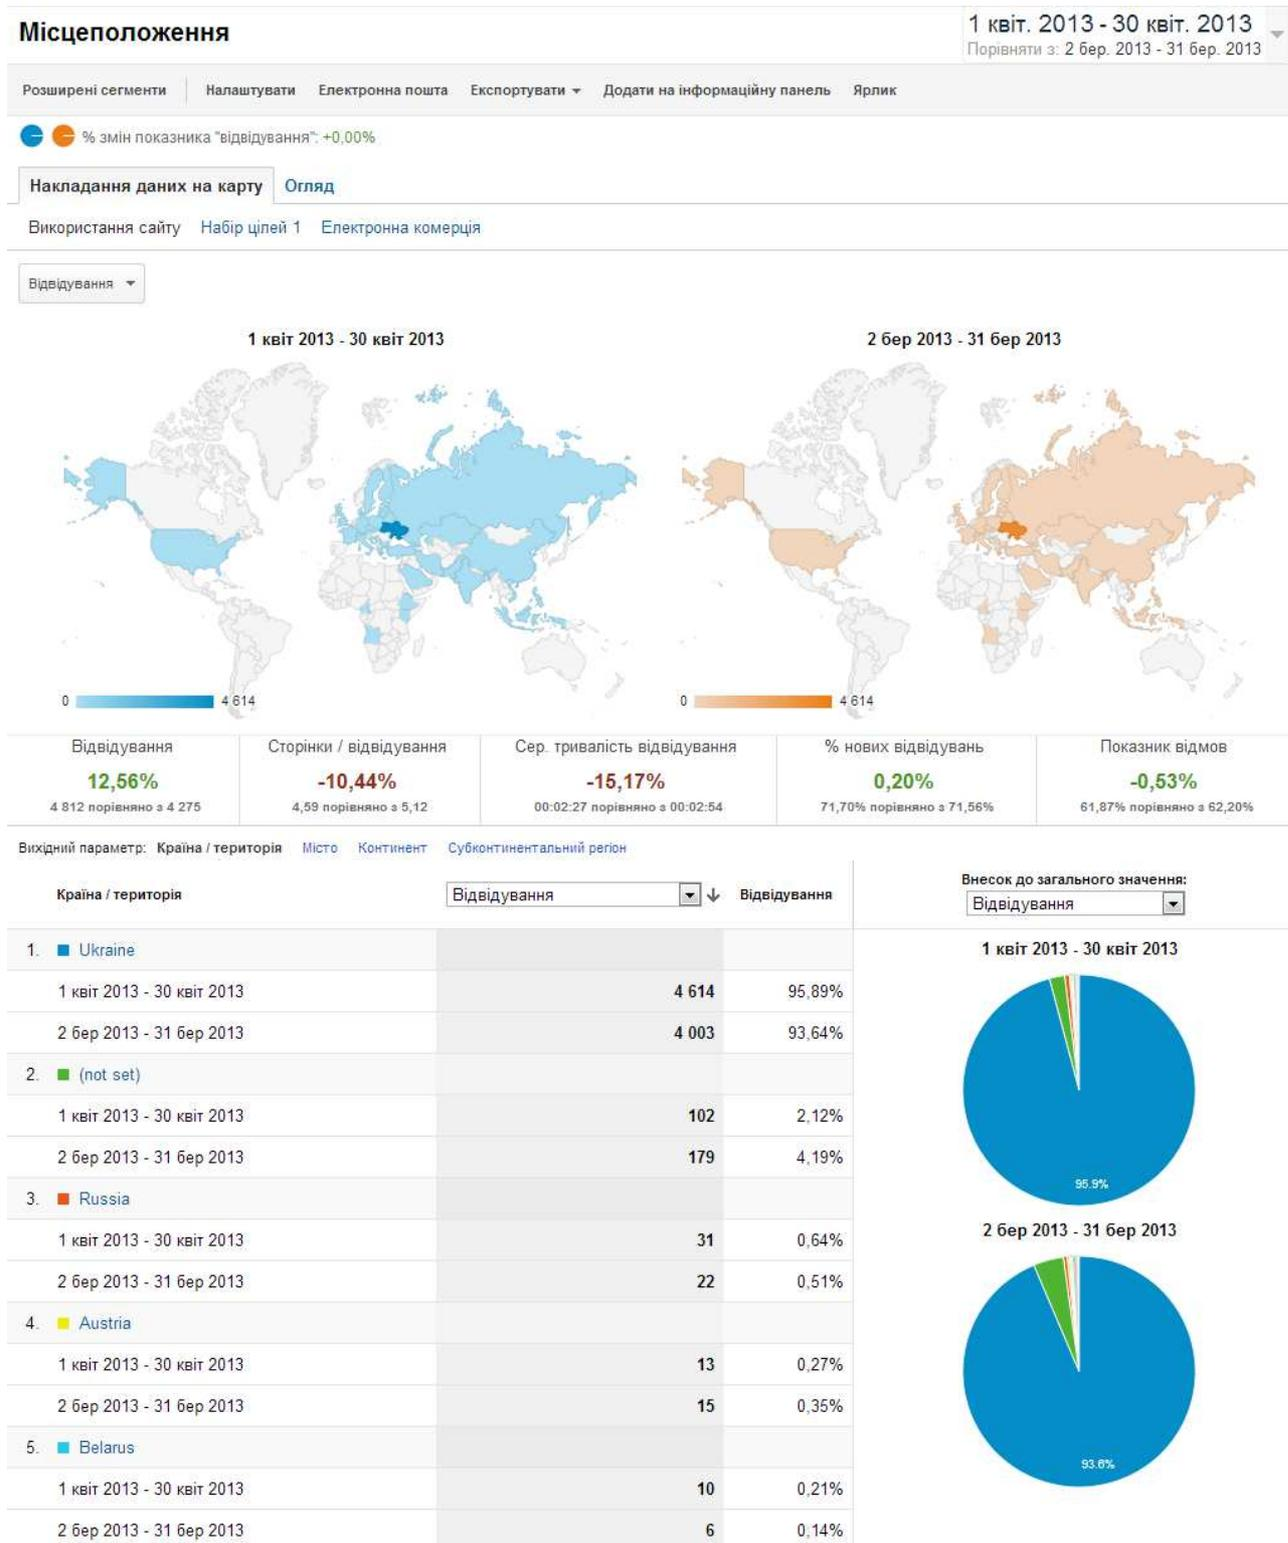 Місцеположення
1 квіт. 2013 - 30 квіт. 2013
Порівняти з: 2 бер. 2013 - 31 бер. 2013
Розширені сегменти Налаштувати Електронна пошта Експортувати Додати на інформаційну панель Ярлик
% змін показника "відвідування": +0,00%
Накладання даних на карту Огляд
Використання сайту Набір цілей 1 Електронна комерція
Відвідування
1 квіт 2013 - 30 квіт 2013 2 бер 2013 - 31 бер 2013
0 4 614 0 4 614
Відвідування Сторінки / відвідування Сер. тривалість відвідування % нових відвідувань Показник відмов
12,56% -10,44% -15,17% 0,20% -0,53%
4 812 порівняно з 4 275 4,59 порівняно з 5,12 00:02:27 порівняно з 00:02:54 71,70% порівняно з 71,56% 61,87% порівняно з 62,20%
Вихідний параметр: Країна / територія Місто Континент Субконтинентальний регіон
Країна / територія Відвідування Відвідування
Внесок до загального значення:
Відвідування
1. Ukraine
1 квіт 2013 - 30 квіт 2013 4 614 95,89%
2 бер 2013 - 31 бер 2013 4 003 93,64%
2. (not set)
1 квіт 2013 - 30 квіт 2013 102 2,12%
2 бер 2013 - 31 бер 2013 179 4,19%
3. Russia
1 квіт 2013 - 30 квіт 2013 31 0,64%
2 бер 2013 - 31 бер 2013 22 0,51%
4. Austria
1 квіт 2013 - 30 квіт 2013 13 0,27%
2 бер 2013 - 31 бер 2013 15 0,35%
5. Belarus
1 квіт 2013 - 30 квіт 2013 10 0,21%
2 бер 2013 - 31 бер 2013 6 0,14%
1 квіт 2013 - 30 квіт 2013
95.9%
2 бер 2013 - 31 бер 2013
93.6%